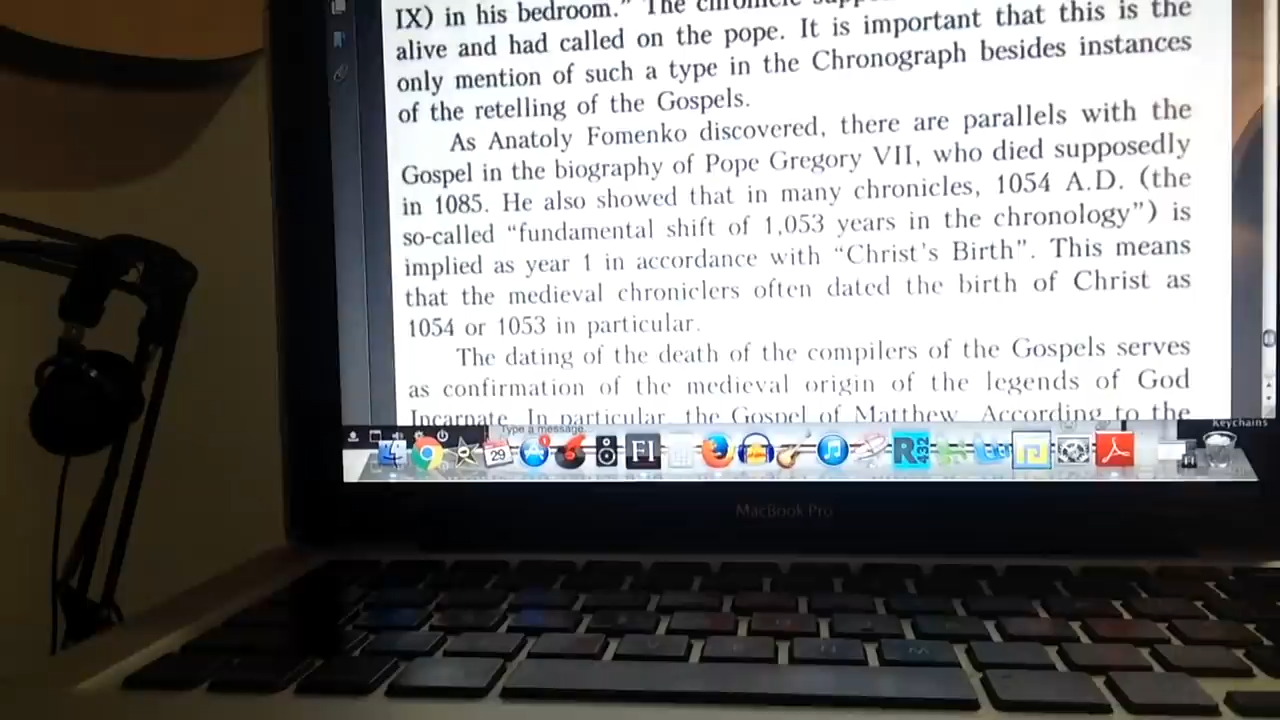 IX) in his bedroom." The chronicle
alive and had called on the pope. It is important that this is the
only mention of such a type in the Chronograph besides instances
of the retelling of the Gospels.
As Anatoly Fomenko discovered, there are parallels with the
Gospel in the biography of Pope Gregory VII, who died supposedly
in 1085. He also showed that in many chronicles, 1054 A.D. (the
so-called “fundamental shift of 1,053 years in the chronology”) is
implied as year 1 in accordance with “Christ's Birth”. This means
that the medieval chroniclers often dated the birth of Christ as
1054 or 1053 in particular.
The dating of the death of the compilers of the Gospels serves
as confirmation of the medieval origin of the legends of God
Incarnate. In particular, the Gospel of Matthew. According to the
Type a message...
Keychains
29
Fl
R
432
MacBook Pro